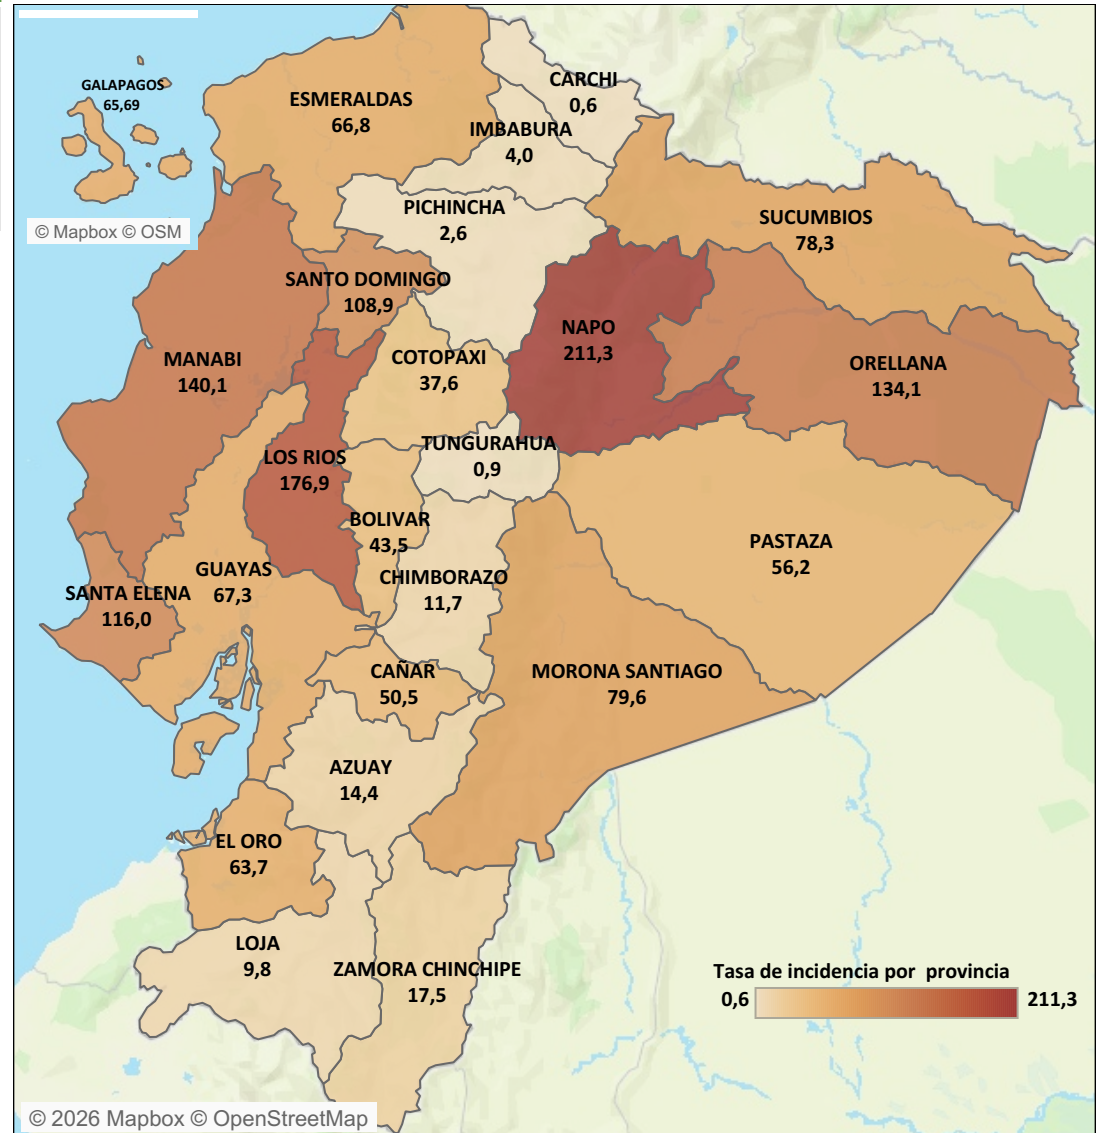 CARCHI
0,6
GALAPAGOS
65,69
ESMERALDAS
66,8
IMBABURA
4,0
PICHINCHA
2,6
SUCUMBIOS
78,3
© Mapbox © OSM
SANTO DOMINGO
108,9
NAPO
211,3
MANABI
140,1
COTOPAXI
37,6
ORELLANA
134,1
TUNGURAHUA
0,9
LOS RIOS
176,9
BOLIVAR
43,5
PASTAZA
56,2
GUAYAS
67,3
CHIMBORAZO
11,7
SANTA ELENA
116,0
CAÑAR
50,5
MORONA SANTIAGO
79,6
AZUAY
14,4
EL ORO
63,7
LOJA
9,8
ZAMORA CHINCHIPE
17,5
Tasa de incidencia por provincia
0,6 211,3
© 2026 Mapbox © OpenStreetMap